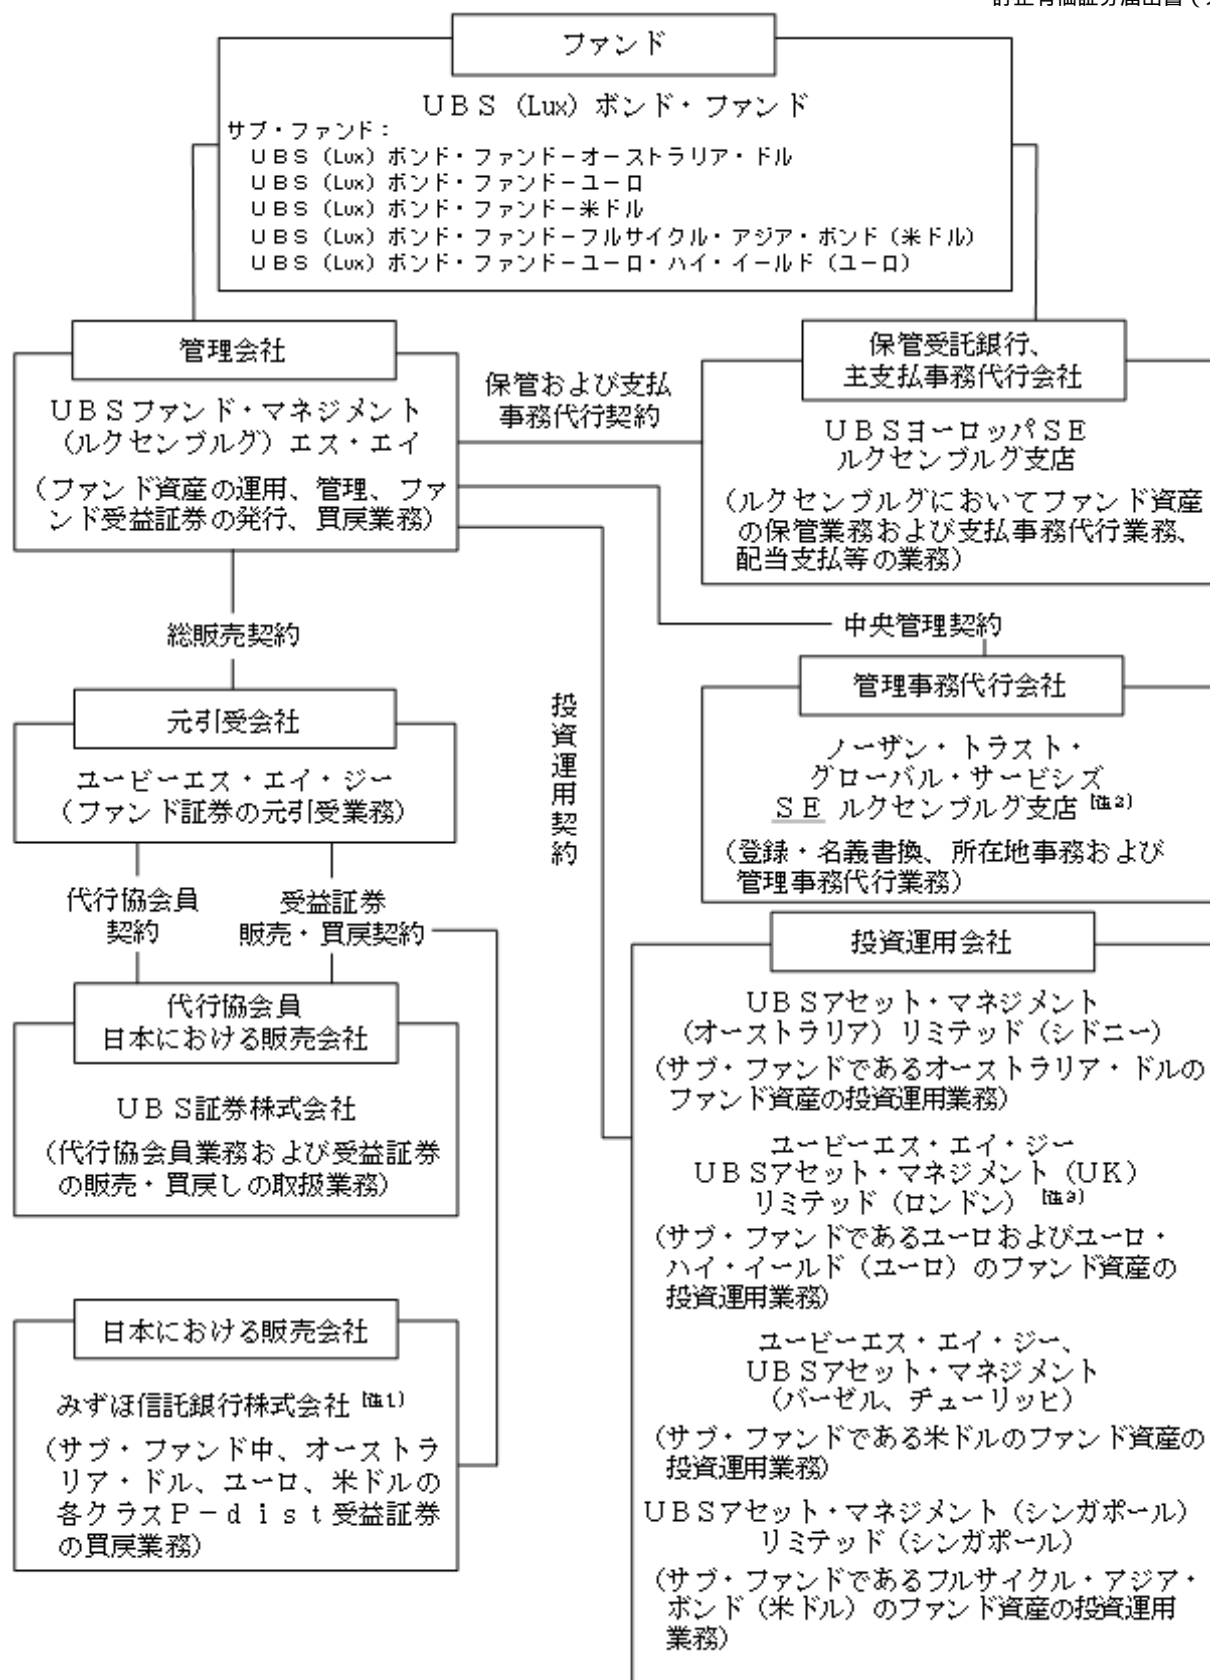 訂正有価証券届出書（
ファンド
ＵＢＳ（Lux）ボンド・ファンド
サブ・ファンド：
ＵＢＳ（Lux）ボンド・ファンド－オーストラリア・ドル
ＵＢＳ（Lux）ボンド・ファンド－ユーロ
ＵＢＳ（Lux）ボンド・ファンド－米ドル
ＵＢＳ（Lux）ボンド・ファンド－フルサイクル・アジア・ボンド（米ドル）
ＵＢＳ（Lux）ボンド・ファンド－ユーロ・ハイ・イールド（ユーロ）
管理会社
ＵＢＳファンド・マネジメント
（ルクセンブルグ）エス・エイ
（ファンド資産の運用、管理、ファ
ンド受益証券の発行、買戻業務）
保管および支払
事務代行契約
保管受託銀行、
主支払事務代行会社
ＵＢＳヨーロッパＳＥ
ルクセンブルグ支店
（ルクセンブルグにおいてファンド資産
の保管業務および支払事務代行業務、
配当支払等の業務）
中央管理契約
管理事務代行会社
ノーザン・トラスト・
グローバル・サービシズ
ＳＥ ルクセンブルグ支店［注2］
（登録・名義書換、所在地事務および
管理事務代行業務）
総販売契約
元引受会社
ユービーエス・エイ・ジー
（ファンド証券の元引受業務）
投資運用契約
代行協会員
契約
受益証券
販売・買戻契約
代行協会員
日本における販売会社
ＵＢＳ証券株式会社
（代行協会員業務および受益証券
の販売・買戻しの取扱業務）
日本における販売会社
みずほ信託銀行株式会社［注1］
（サブ・ファンド中、オーストラ
リア・ドル、ユーロ、米ドルの
各クラスＰ－ｄｉｓｔ受益証券
の買戻業務）
投資運用会社
ＵＢＳアセット・マネジメント
（オーストラリア）リミテッド（シドニー）
（サブ・ファンドであるオーストラリア・ドルの
ファンド資産の投資運用業務）
ユービーエス・エイ・ジー
ＵＢＳアセット・マネジメント（ＵＫ）
リミテッド（ロンドン）［注3］
（サブ・ファンドであるユーロおよびユーロ・
ハイ・イールド（ユーロ）のファンド資産の
投資運用業務）
ユービーエス・エイ・ジー、
ＵＢＳアセット・マネジメント
（バーゼル、チューリッヒ）
（サブ・ファンドである米ドルのファンド資産の
投資運用業務）
ＵＢＳアセット・マネジメント（シンガポール）
リミテッド（シンガポール）
（サブ・ファンドであるフルサイクル・アジア・
ボンド（米ドル）のファンド資産の投資運用
業務）